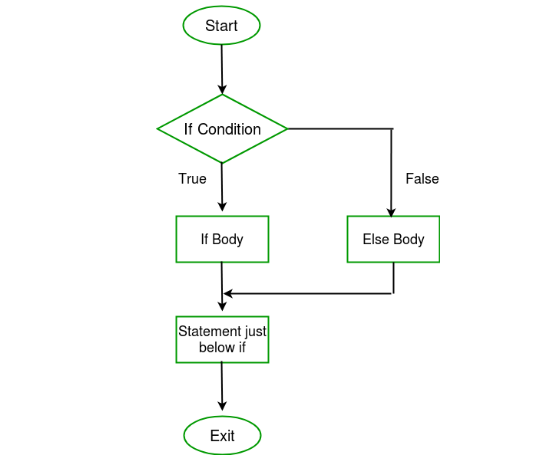 Start
If Condition
True
False
If Body
Else Body
Statement just
below if
Exit